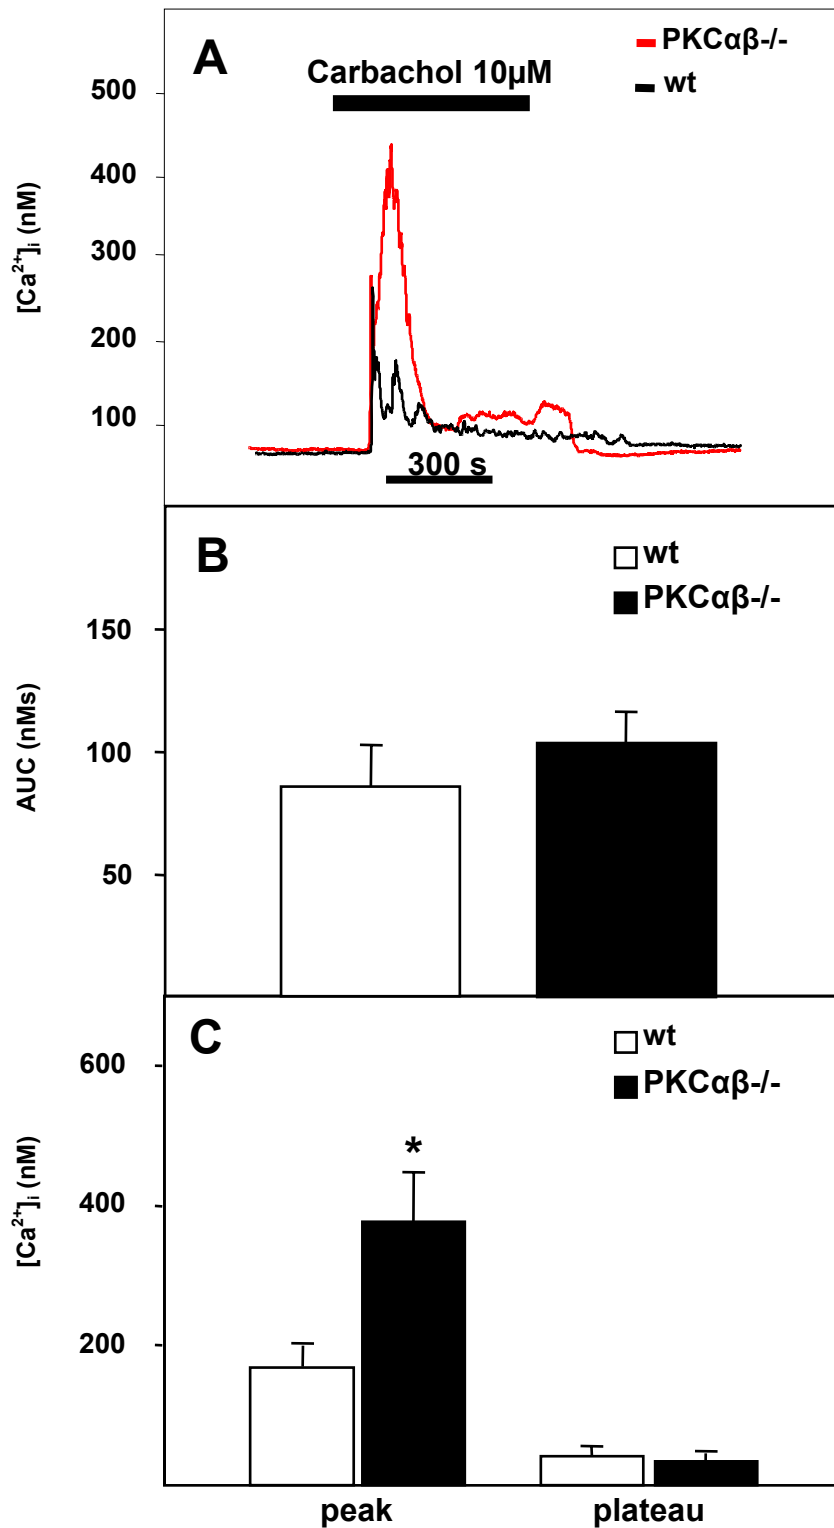 A
PKCαβ-/-
wt
Carbachol 10µM
500
400
300
200
100
[Ca²⁺]ᵢ (nM)
300 s
B
wt
PKCαβ-/-
150
100
50
AUC (nMs)
C
wt
PKCαβ-/-
600
400
200
[Ca²⁺]ᵢ (nM)
*
peak plateau